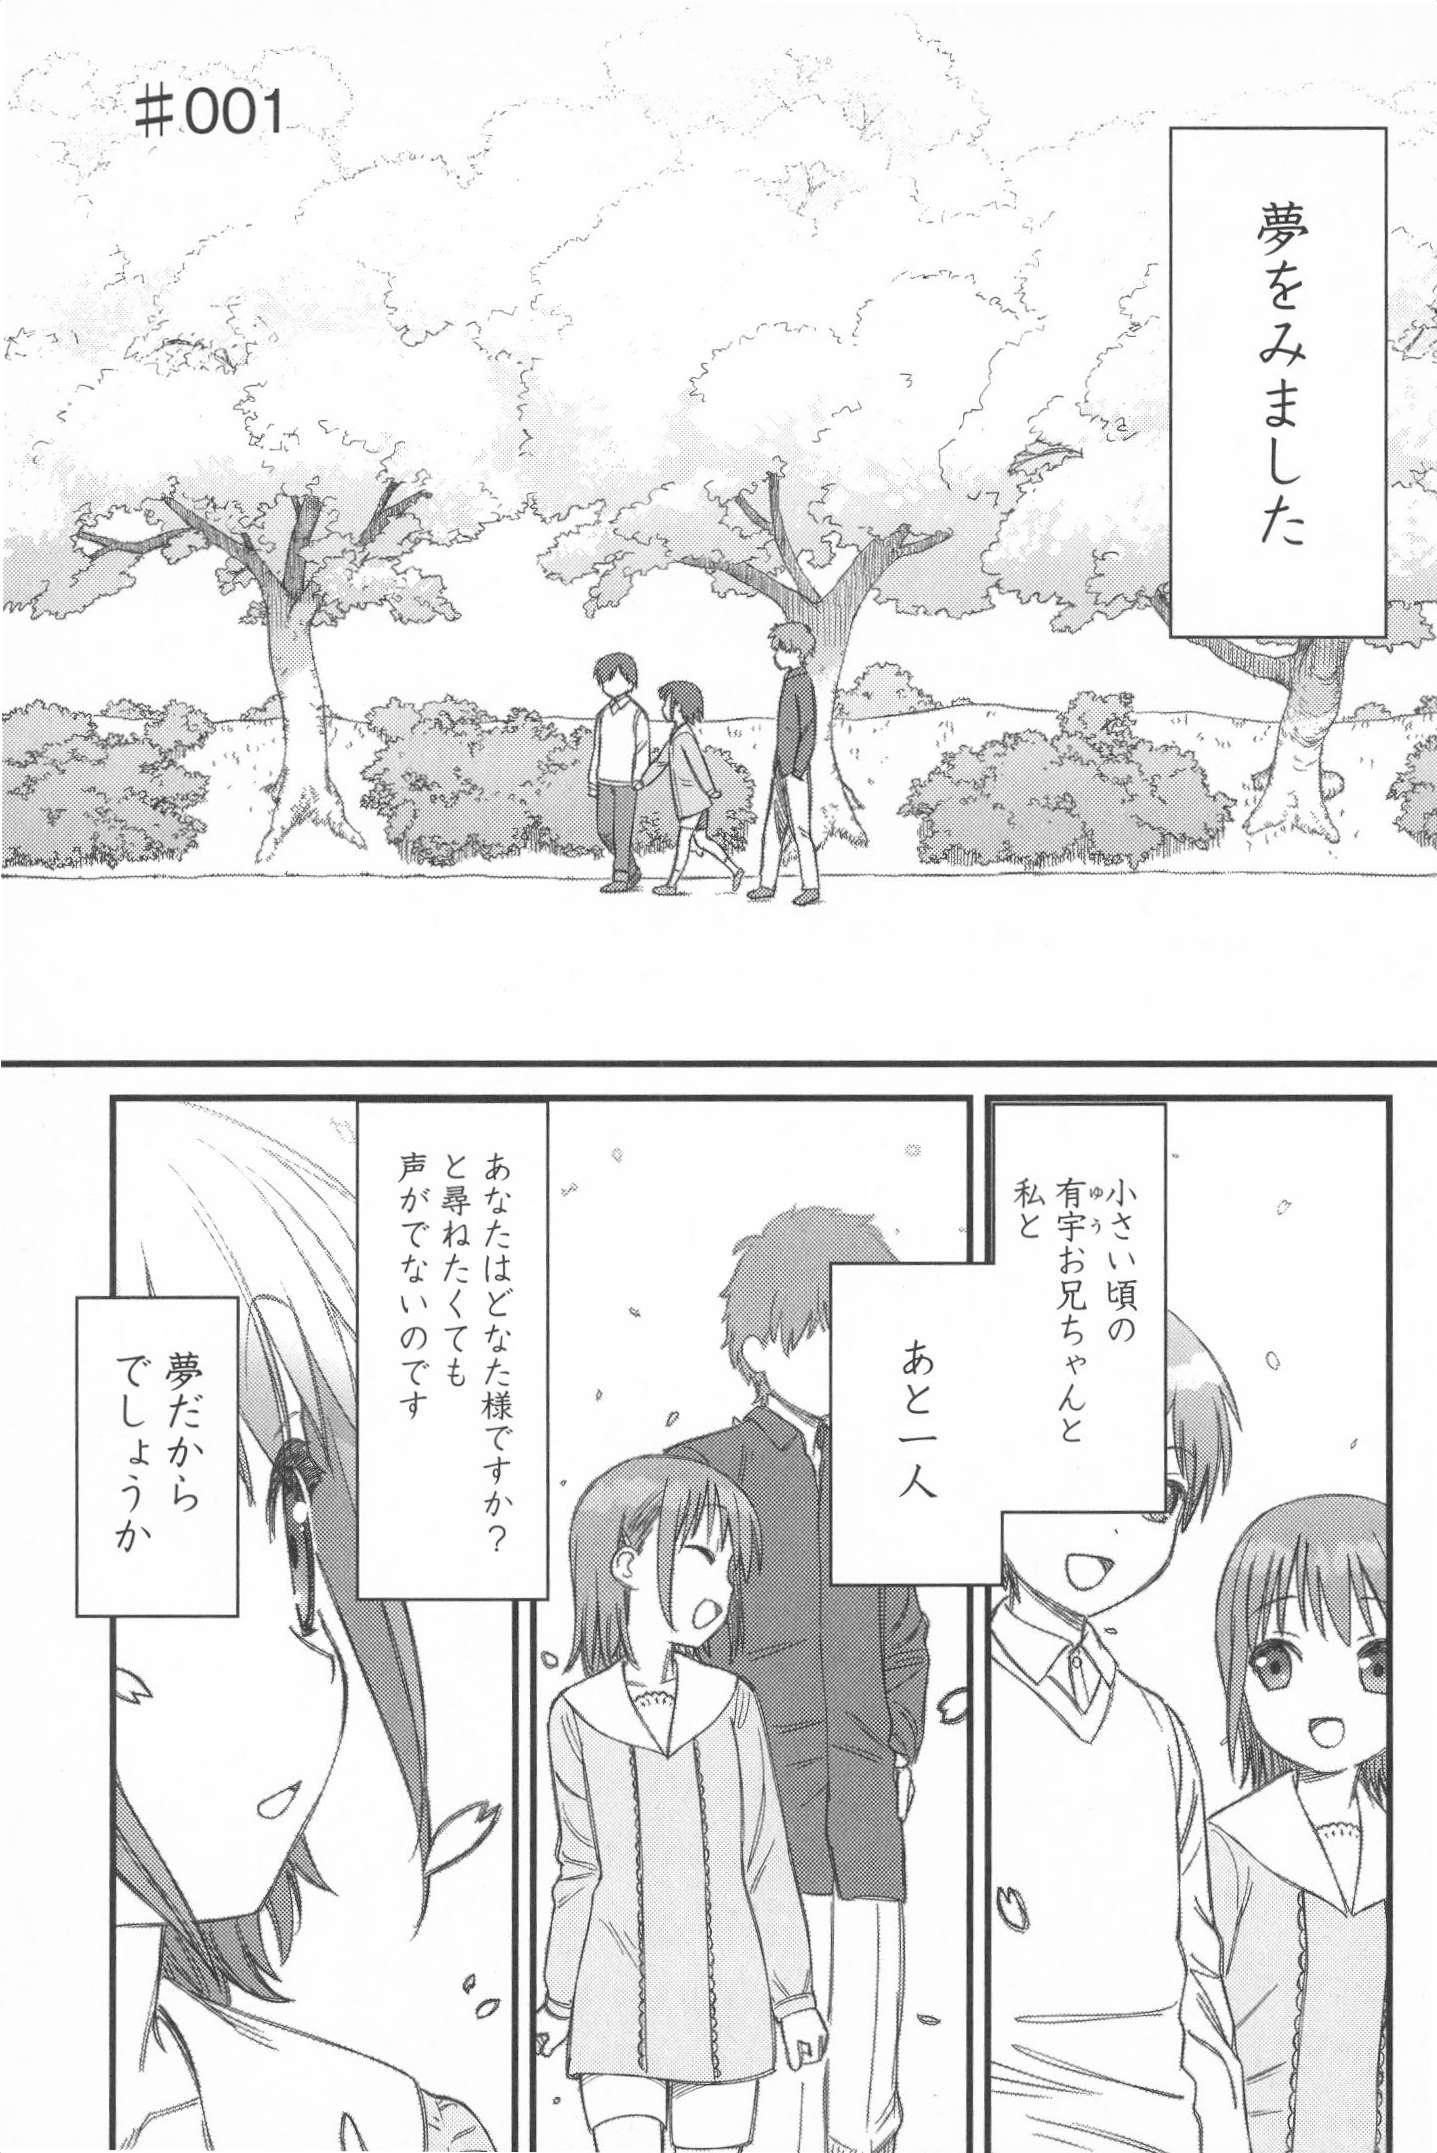 #001
夢をみました
小さい頃の
有宇お兄ちゃんと
ゆう
私と
あと一人
あなたはどなた様ですか?
と尋ねたくても
声がでないのです
夢だから
でしょうか